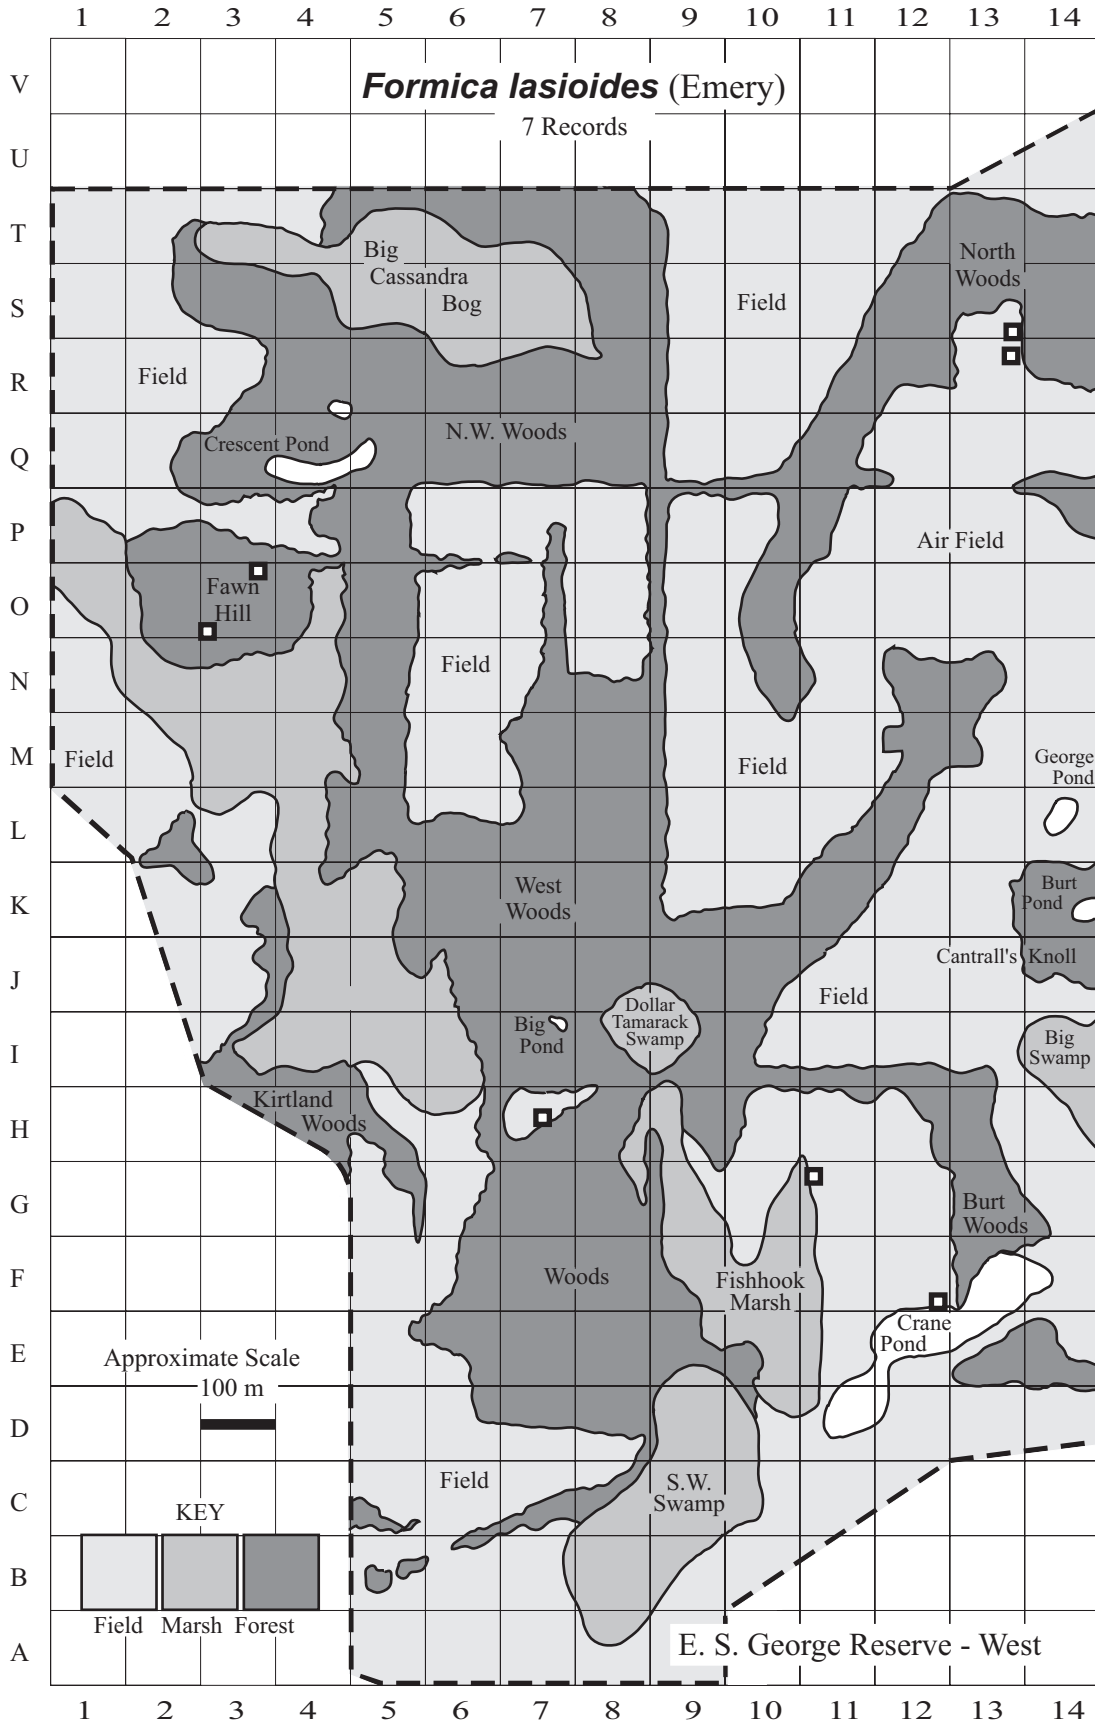 1 2 3 4 5 6 7 8 9 10 11 12 13 14
V
Formica lasioides (Emery)
7 Records
U
T
North
Woods
Big
Cassandra
Bog
S
Field
R
Field
N.W. Woods
Crescent Pond
Q
P
Air Field
O
Fawn
Hill
N
Field
M
Field
Field
George
Pond
L
K
West
Woods
Burt
Pond
J
Cantrall's Knoll
Field
Dollar
Tamarack
Swamp
I
Big
Pond
Big
Swamp
H
Kirtland
Woods
G
Burt
Woods
F
Woods
Fishhook
Marsh
E
Crane
Pond
Approximate Scale
100 m
D
C
Field
S.W.
Swamp
KEY
B
Field Marsh Forest
A
E. S. George Reserve - West
1 2 3 4 5 6 7 8 9 10 11 12 13 14